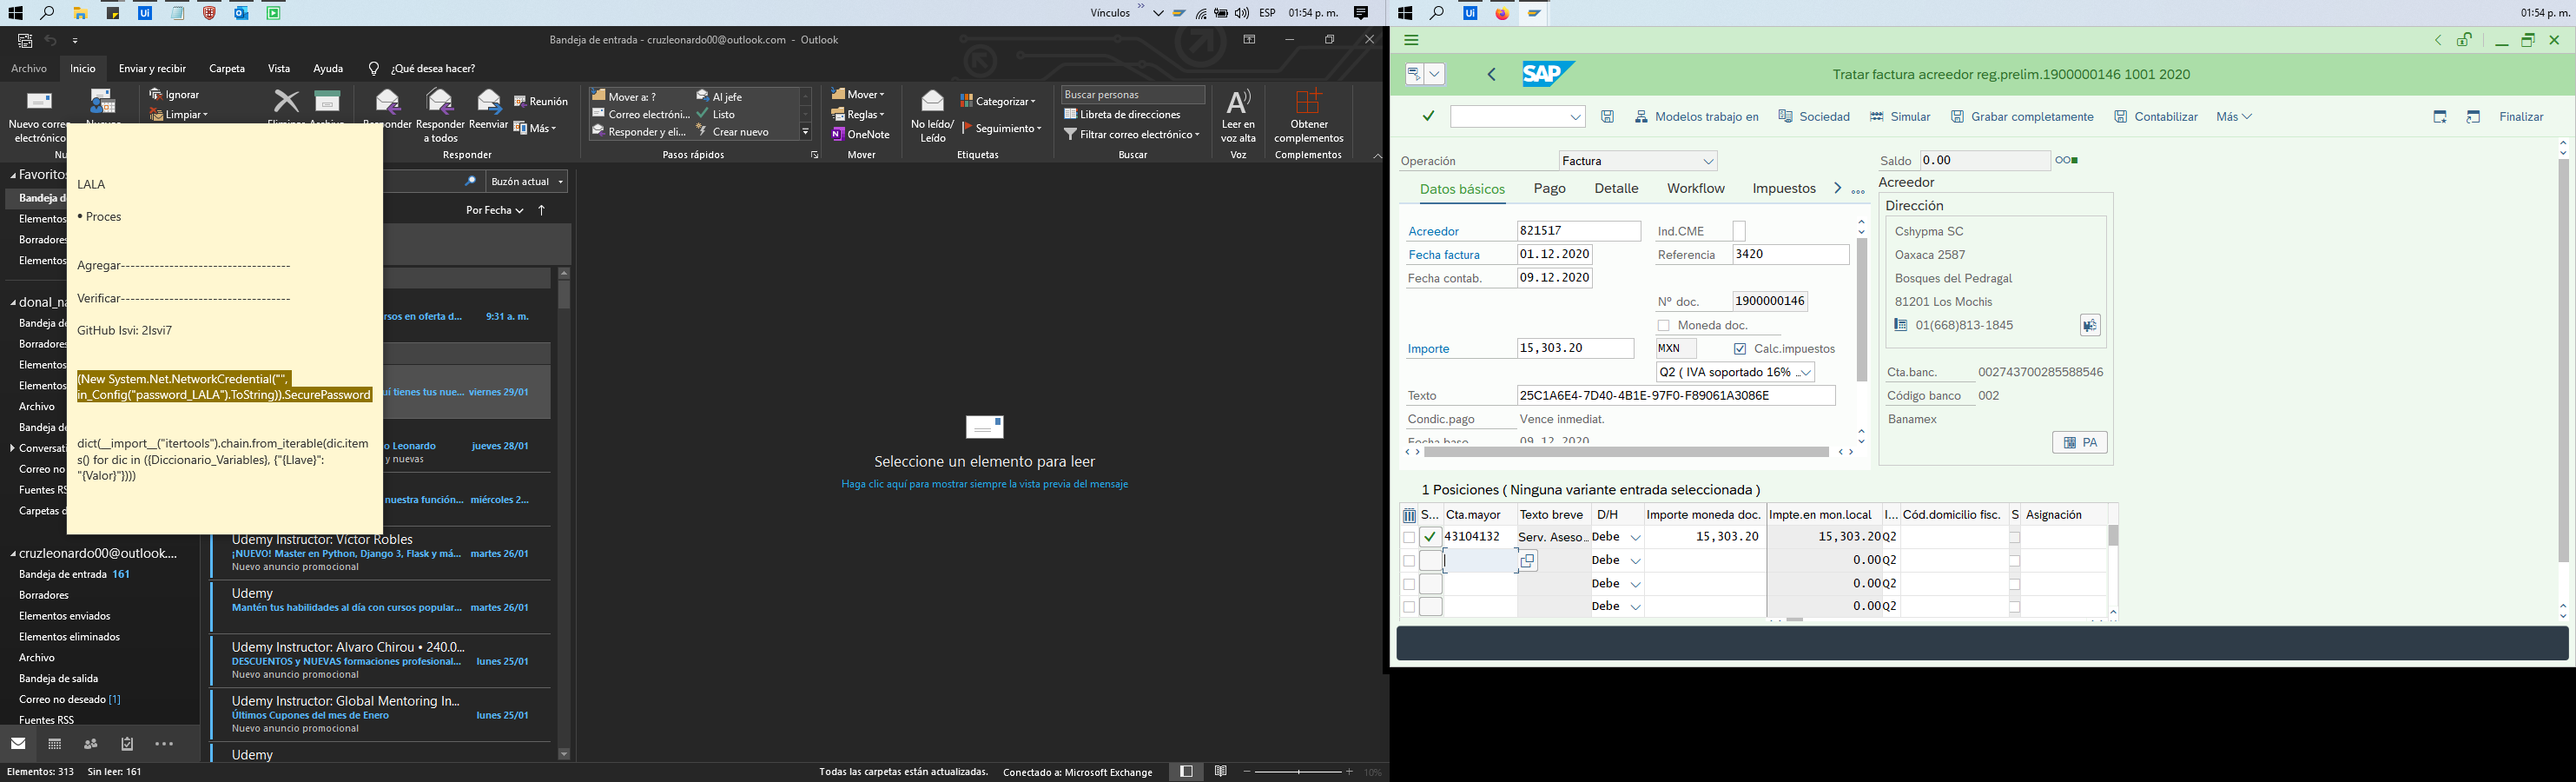 Vínculos
ESP
01:54 p. m.
Bandeja de entrada - cruzleonardo00@outlook.com - Outlook
Archivo Inicio Enviar y recibir Carpeta Vista Ayuda ¿Qué desea hacer?
Nuevo correo electrónico
Ignorar
Limpiar
Responder
Responder a todos
Reenviar
Reunión
Más
Responder
Mover a: ?
Correo electróni...
Responder y eli...
Al jefe
Listo
Crear nuevo
Pasos rápidos
Mover
Reglas
OneNote
Mover
No leído/ Leído
Categorizar
Seguimiento
Etiquetas
Buscar personas
Libreta de direcciones
Filtrar correo electrónico
Buscar
Leer en voz alta
Voz
Obtener complementos
Complementos
LALA
• Proces
Agregar-----------------------------------
Verificar-----------------------------------
GitHub Isvi: 2Isvi7
(New System.Net.NetworkCredential("",
in_Config("password_LALA").ToString)).SecurePassword
dict(__import__("itertools").chain.from_iterable(dic.item
s() for dic in ({Diccionario_Variables}, {"{Llave}":
"{Valor}"})))
Favoritos
Bandeja d
Elementos
Borradores
Elementos
donal_na
Bandeja de
Borradores
Elementos
Elementos
Archivo
Bandeja de
Conversati
Correo no
Fuentes RS
Carpetas d
cruzleonardo00@outlook....
Bandeja de entrada 161
Borradores
Elementos enviados
Elementos eliminados
Archivo
Bandeja de salida
Correo no deseado [1]
Fuentes RSS
Buzón actual
Por Fecha
rsos en oferta d... 9:31 a. m.
uí tienes tus nue... viernes 29/01
o Leonardo jueves 28/01
y nuevas
nuestra función... miércoles 2...
Udemy Instructor: Víctor Robles
¡NUEVO! Master en Python, Django 3, Flask y má... martes 26/01
Nuevo anuncio promocional
Udemy
Mantén tus habilidades al día con cursos popular... martes 26/01
Udemy Instructor: Alvaro Chirou • 240.0...
DESCUENTOS y NUEVAS formaciones profesional... lunes 25/01
Nuevo anuncio promocional
Udemy Instructor: Global Mentoring In...
Últimos Cupones del mes de Enero lunes 25/01
Nuevo anuncio promocional
Udemy
Seleccione un elemento para leer
Haga clic aquí para mostrar siempre la vista previa del mensaje
Elementos: 313 Sin leer: 161
Todas las carpetas están actualizadas. Conectado a: Microsoft Exchange
10%
01:54 p. m.
SAP
Tratar factura acreedor reg.prelim.1900000146 1001 2020
Modelos trabajo en Sociedad Simular Grabar completamente Contabilizar Más Finalizar
Operación Factura
Saldo 0.00
Datos básicos Pago Detalle Workflow Impuestos
Acreedor 821517 Ind.CME
Fecha factura 01.12.2020 Referencia 3420
Fecha contab. 09.12.2020
Nº doc. 1900000146
Moneda doc.
Importe 15,303.20 MXN Calc.impuestos
Q2 ( IVA soportado 16% ...
Texto 25C1A6E4-7D40-4B1E-97F0-F89061A3086E
Condic.pago Vence inmediat.
Fecha base 09.12.2020
Acreedor
Dirección
Cshypma SC
Oaxaca 2587
Bosques del Pedragal
81201 Los Mochis
01(668)813-1845
Cta.banc. 002743700285588546
Código banco 002
Banamex
PA
1 Posiciones ( Ninguna variante entrada seleccionada )
S... Cta.mayor Texto breve D/H Importe moneda doc. Impte.en mon.local I... Cód.domicilio fisc. S Asignación
43104132 Serv. Aseso... Debe 15,303.20 15,303.20 Q2
Debe 0.00 Q2
Debe 0.00 Q2
Debe 0.00 Q2